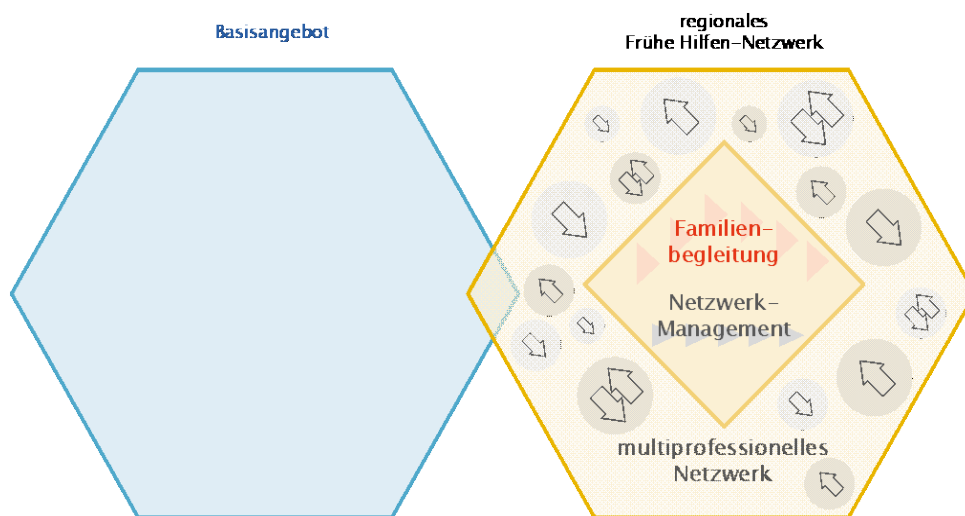 Basisangebot
regionales
Frühe Hilfen-Netzwerk
Familien-
begleitung
Netzwerk-
Management
multiprofessionelles
Netzwerk